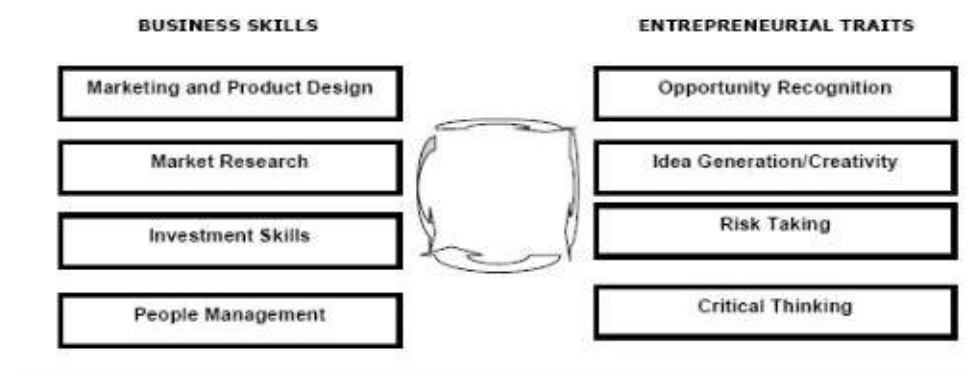 BUSINESS SKILLS
Marketing and Product Design
Market Research
Investment Skills
People Management
ENTREPRENEURIAL TRAITS
Opportunity Recognition
Idea Generation/Creativity
Risk Taking
Critical Thinking